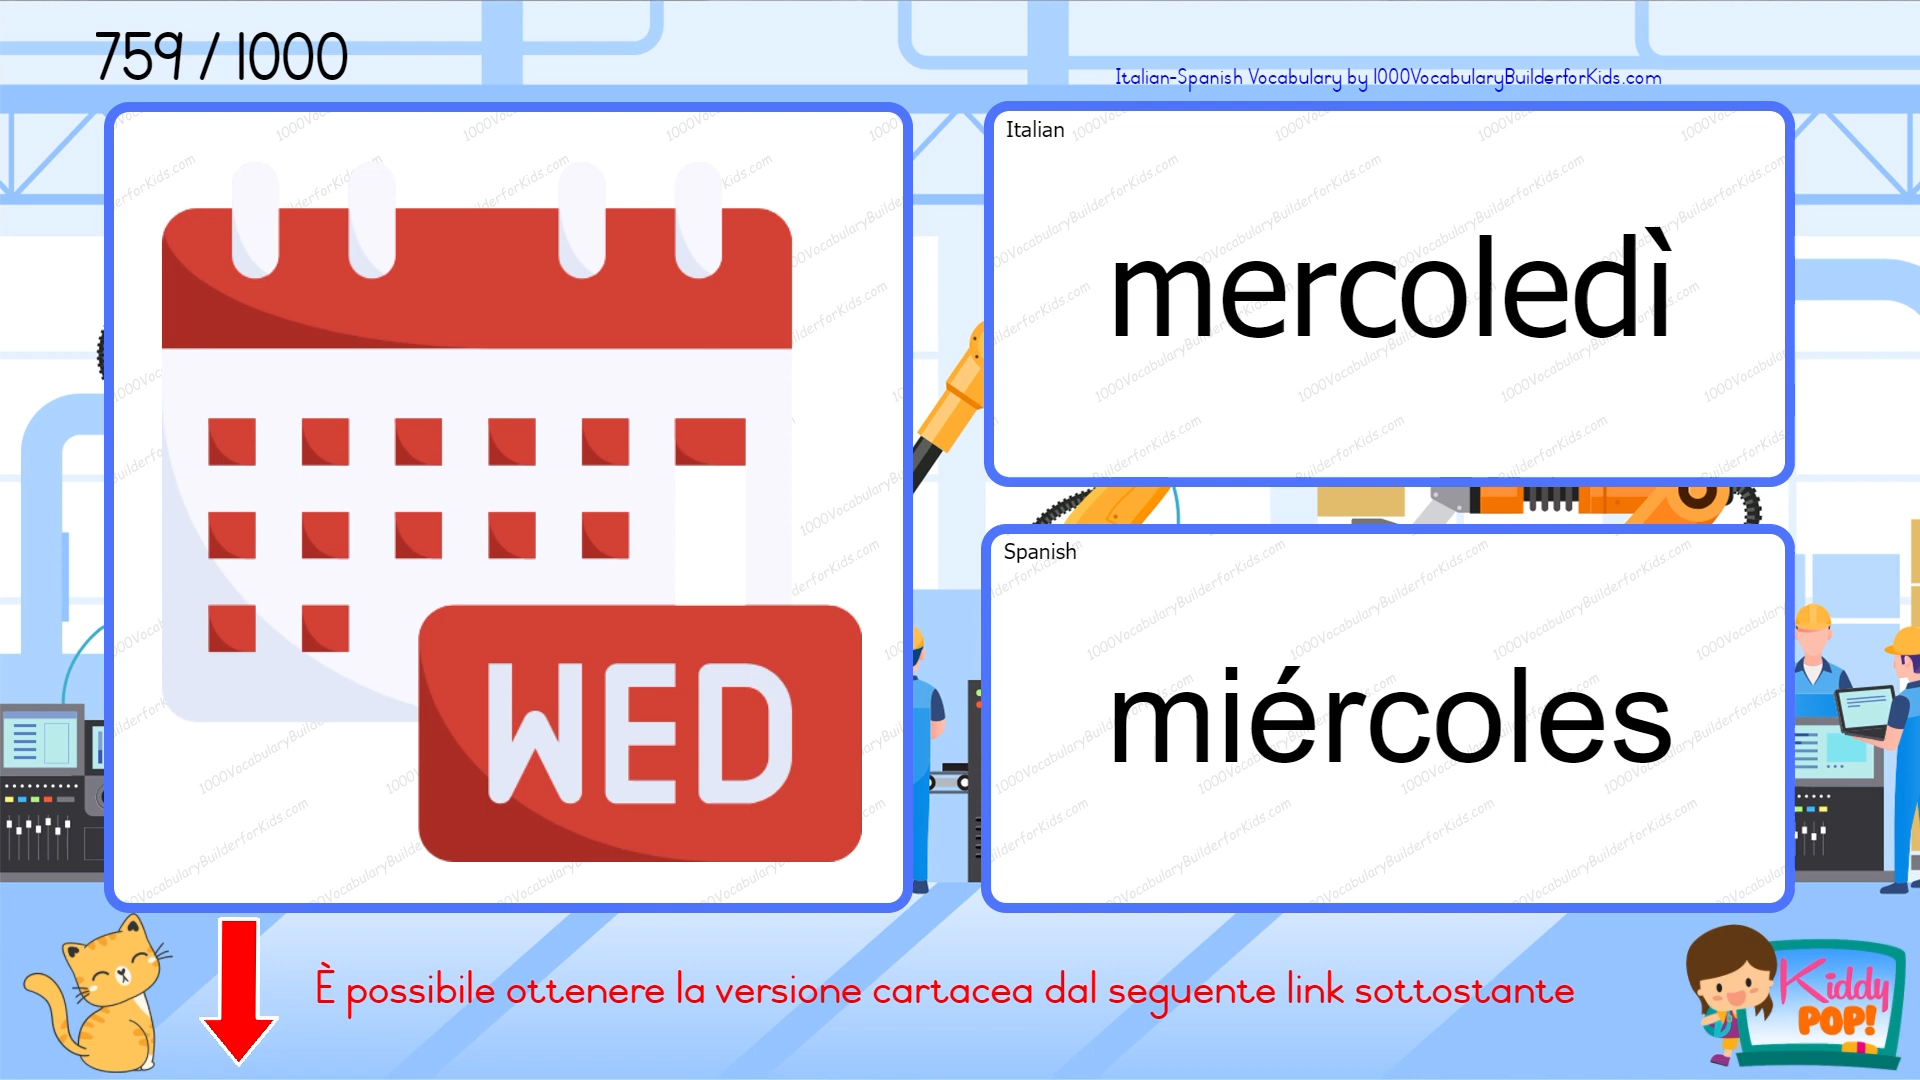 759 / 1000
Italian-Spanish Vocabulary by 1000VocabularyBuilderforKids.com
WED
Italian
mercoledì
Spanish
miércoles
È possibile ottenere la versione cartacea dal seguente link sottostante
Kiddy
POP!